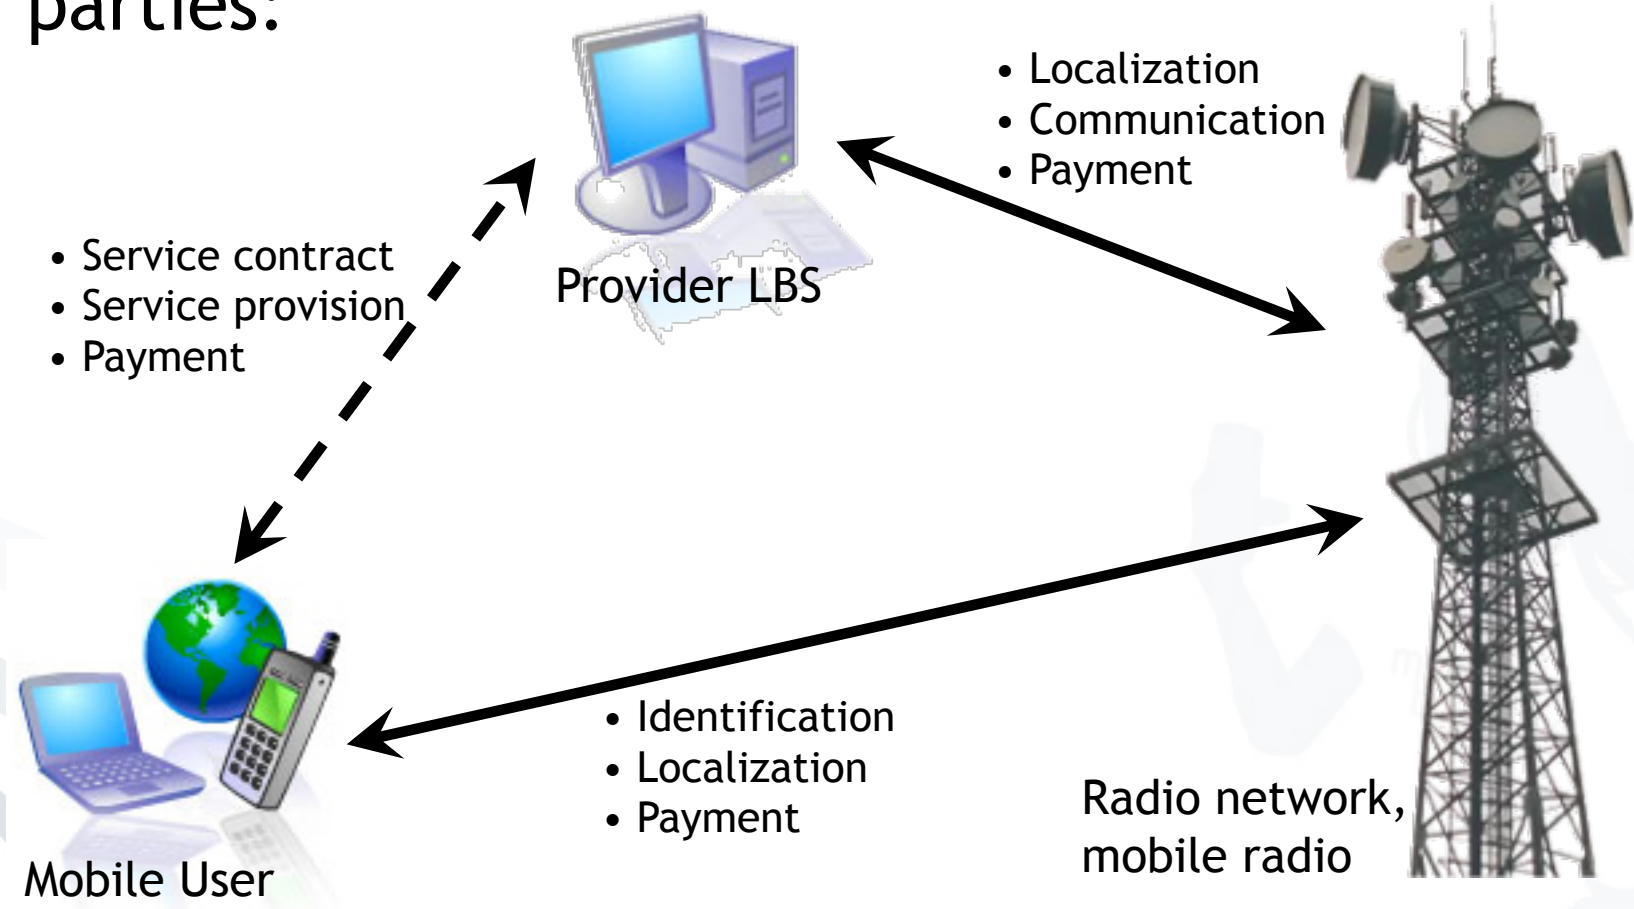 parties:
• Localization
• Communication
• Payment
• Service contract
• Service provision
• Payment
Provider LBS
• Identification
• Localization
• Payment
Radio network,
mobile radio
Mobile User